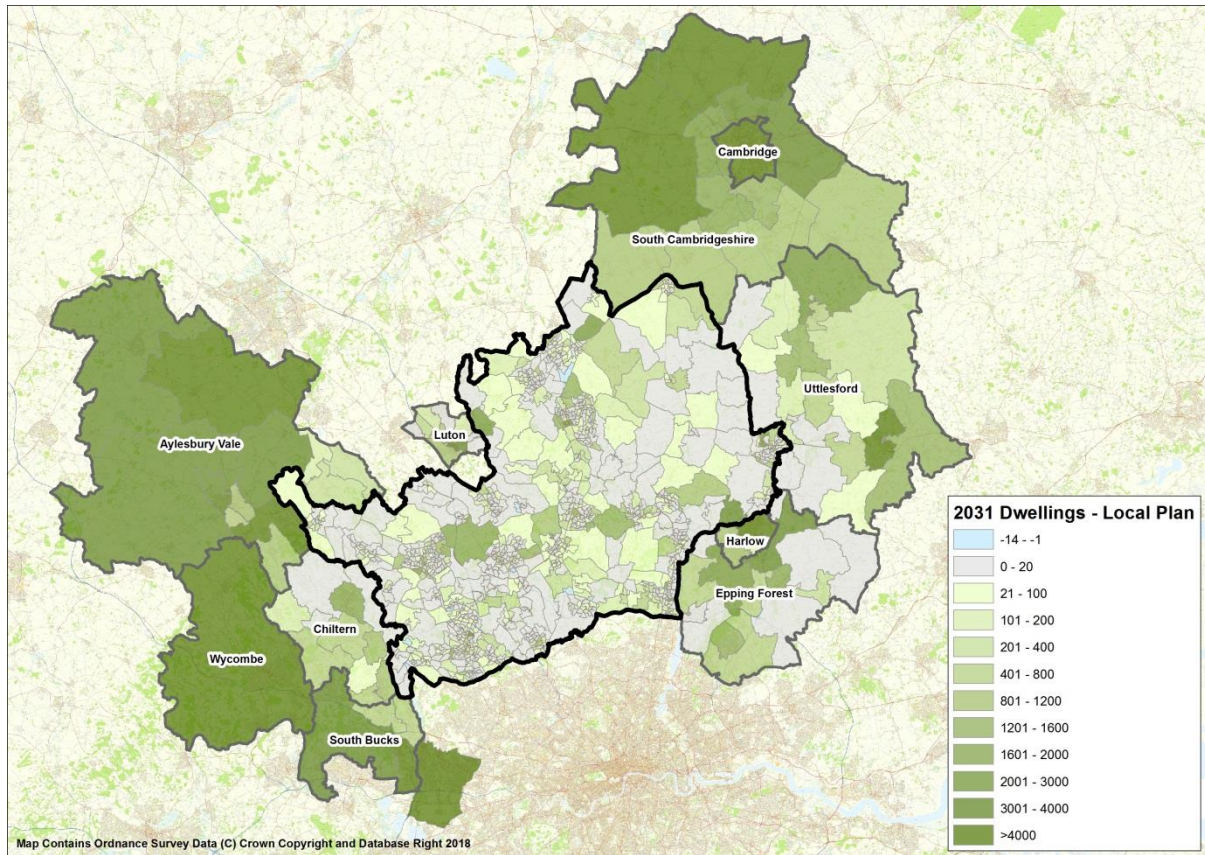 Cambridge
South Cambridgeshire
Uttlesford
Luton
Aylesbury Vale
Harlow
Epping Forest
Chiltern
Wycombe
South Bucks
2031 Dwellings - Local Plan
-14 - -1
0 - 20
21 - 100
101 - 200
201 - 400
401 - 800
801 - 1200
1201 - 1600
1601 - 2000
2001 - 3000
3001 - 4000
>4000
Map Contains Ordnance Survey Data (C) Crown Copyright and Database Right 2018